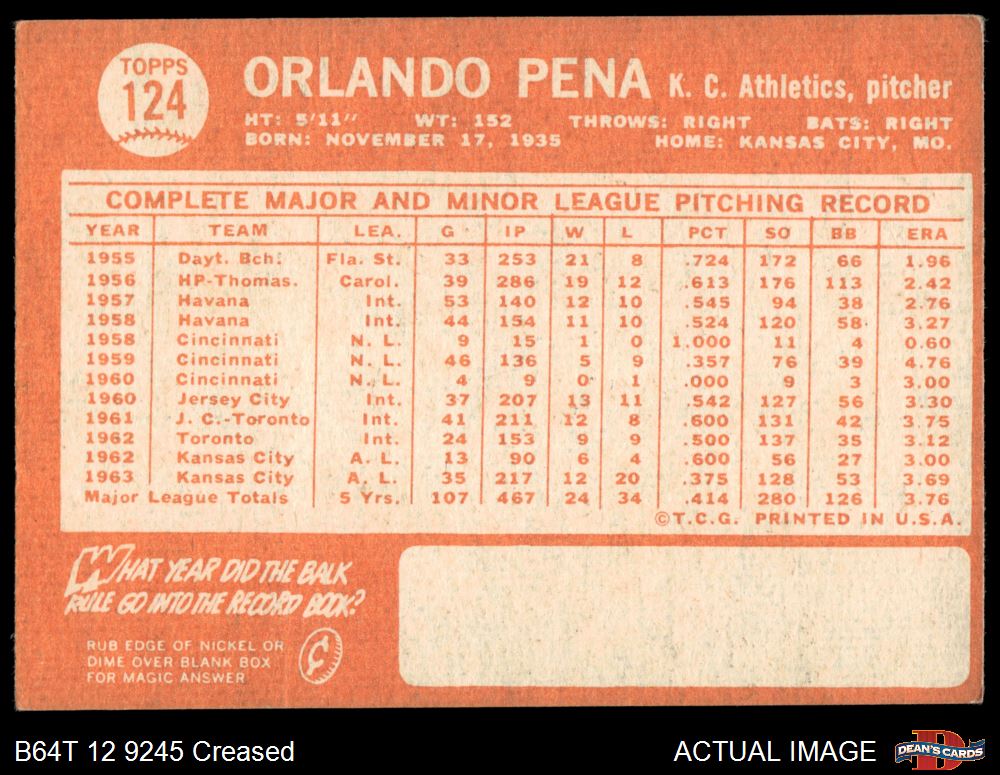 TOPPS
124
ORLANDO PENA K. C. Athletics, pitcher
HT: 5'11" WT: 152 THROWS: RIGHT BATS: RIGHT
BORN: NOVEMBER 17, 1935 HOME: KANSAS CITY, MO.
COMPLETE MAJOR AND MINOR LEAGUE PITCHING RECORD
YEAR TEAM LEA. G IP W L PCT SO BB ERA
1955 Dayt. Bch. Fla. St. 33 253 21 8 .724 172 66 1.96
1956 HP-Thomas. Carol. 39 286 19 12 .613 176 113 2.42
1957 Havana Int. 53 140 12 10 .545 94 38 2.76
1958 Havana Int. 44 154 11 10 .524 120 58 3.27
1958 Cincinnati N. L. 9 15 1 0 1.000 11 4 0.60
1959 Cincinnati N. L. 46 136 5 9 .357 76 39 4.76
1960 Cincinnati N. L. 4 9 0 1 .000 9 3 3.00
1960 Jersey City Int. 37 207 13 11 .542 127 56 3.30
1961 J. C.-Toronto Int. 41 211 12 8 .600 131 42 3.75
1962 Toronto Int. 24 153 9 9 .500 137 35 3.12
1962 Kansas City A. L. 13 90 6 4 .600 56 27 3.00
1963 Kansas City A. L. 35 217 12 20 .375 128 53 3.69
Major League Totals 5 Yrs. 107 467 24 34 .414 280 126 3.76
©T.C.G. PRINTED IN U.S.A.
WHAT YEAR DID THE BALK
RULE GO INTO THE RECORD BOOK?
RUB EDGE OF NICKEL OR
DIME OVER BLANK BOX
FOR MAGIC ANSWER
¢
B64T 12 9245 Creased
ACTUAL IMAGE
D
DEAN'S CARDS